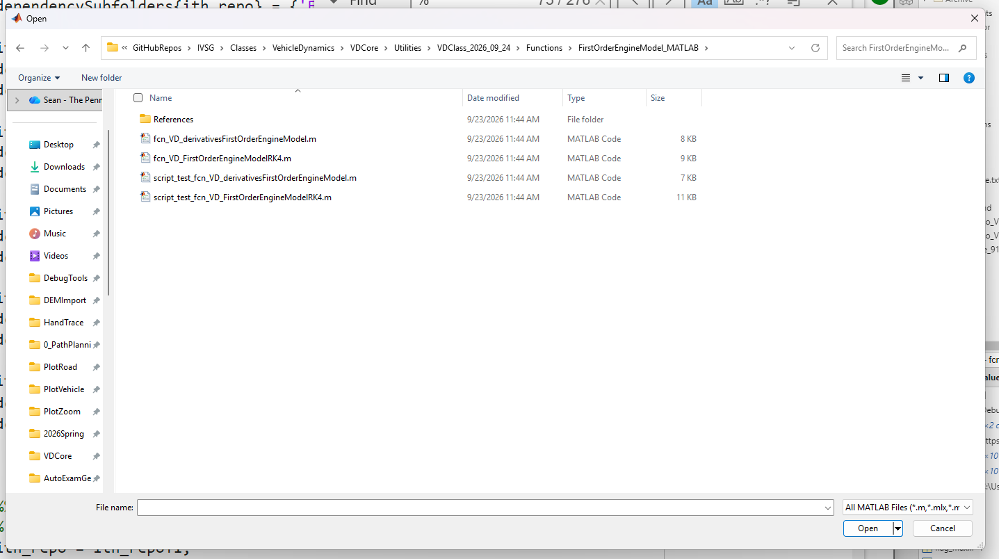 dependencySubfolders{ith_repo} = {'F
Find
%
75 / 276
Aa
Ab
.*?
Archive
Open
« GitHubRepos > IVSG > Classes > VehicleDynamics > VDCore > Utilities > VDClass_2026_09_24 > Functions > FirstOrderEngineModel_MATLAB >
Search FirstOrderEngineMo...
Organize
New folder
?
Sean - The Penn
Name
Date modified
Type
Size
References 9/23/2026 11:44 AM File folder
fcn_VD_derivativesFirstOrderEngineModel.m 9/23/2026 11:44 AM MATLAB Code 8 KB
fcn_VD_FirstOrderEngineModelRK4.m 9/23/2026 11:44 AM MATLAB Code 9 KB
script_test_fcn_VD_derivativesFirstOrderEngineModel.m 9/23/2026 11:44 AM MATLAB Code 7 KB
script_test_fcn_VD_FirstOrderEngineModelRK4.m 9/23/2026 11:44 AM MATLAB Code 11 KB
Desktop
Downloads
Documents
Pictures
Music
Videos
DebugTools
DEMImport
HandTrace
0_PathPlanni
PlotRoad
PlotVehicle
PlotZoom
2026Spring
VDCore
AutoExamGe
File name:
All MATLAB Files (*.m,*.mlx,*.m
Open
Cancel
ith_repo = ith_repo+1;